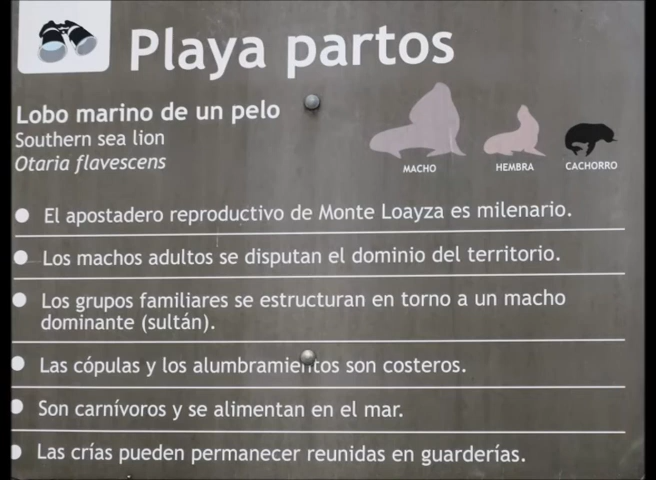 Playa partos
Lobo marino de un pelo
Southern sea lion
Otaria flavescens
MACHO
HEMBRA
CACHORRO
El apostadero reproductivo de Monte Loayza es milenario.
Los machos adultos se disputan el dominio del territorio.
Los grupos familiares se estructuran en torno a un macho
dominante (sultán).
Las cópulas y los alumbramientos son costeros.
Son carnívoros y se alimentan en el mar.
Las crías pueden permanecer reunidas en guarderías.